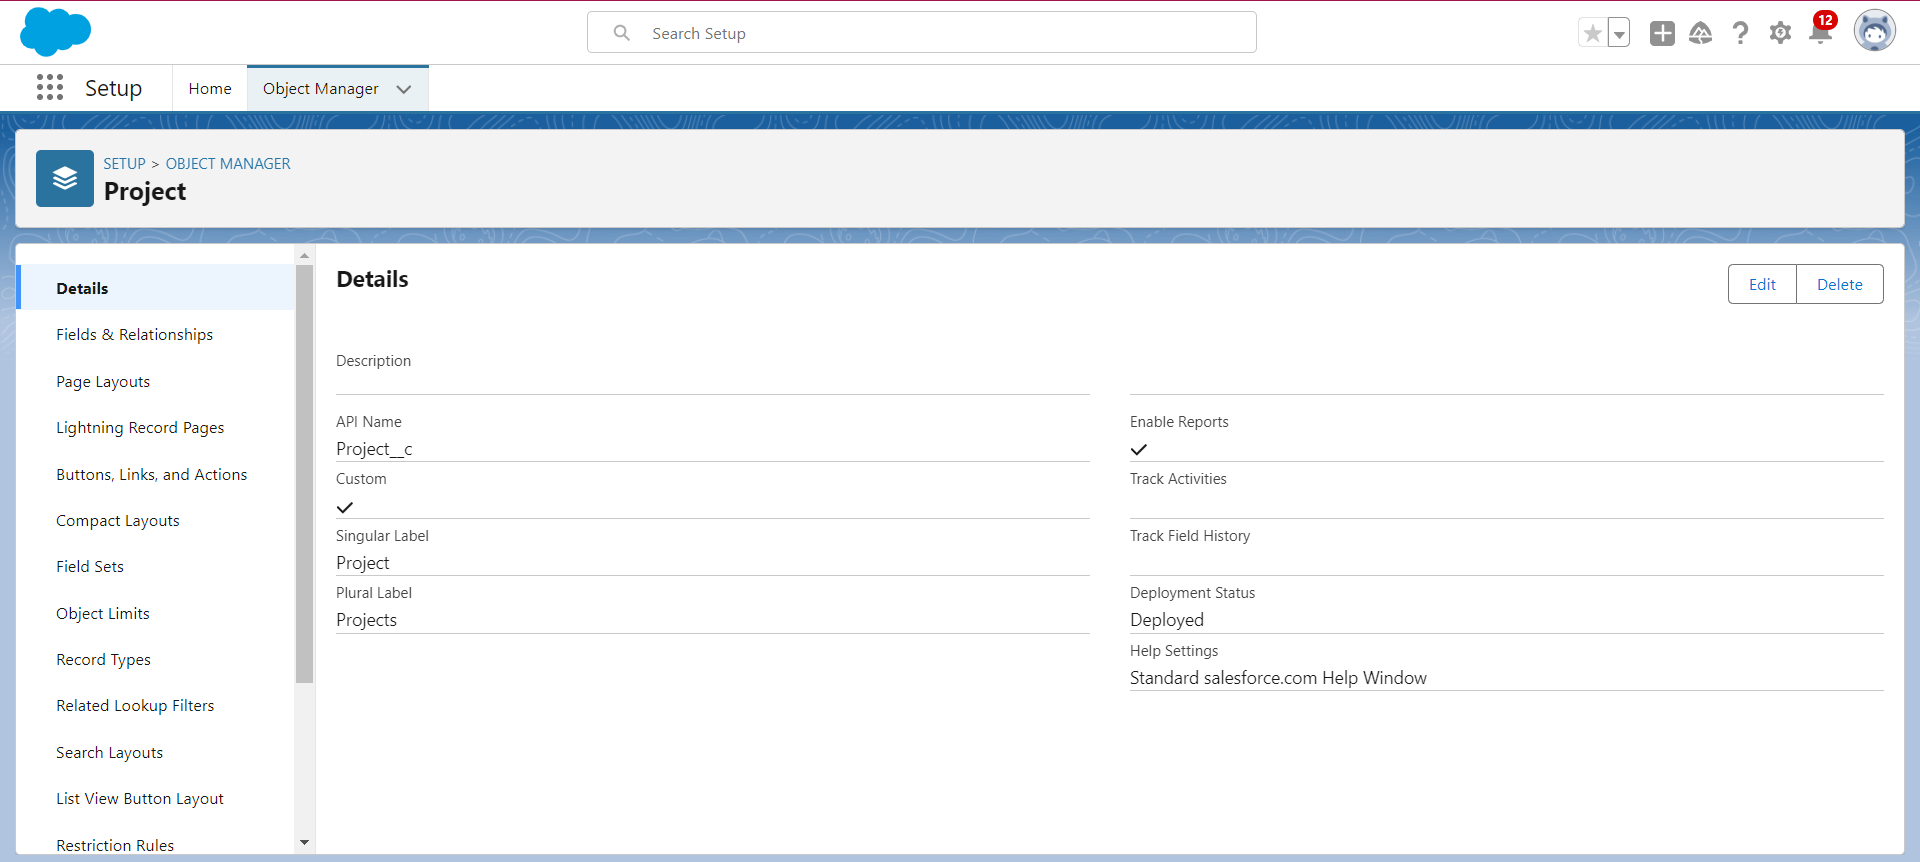 Search Setup
12
Setup
Home
Object Manager
SETUP > OBJECT MANAGER
Project
Details
Fields & Relationships
Page Layouts
Lightning Record Pages
Buttons, Links, and Actions
Compact Layouts
Field Sets
Object Limits
Record Types
Related Lookup Filters
Search Layouts
List View Button Layout
Restriction Rules
Details
Edit
Delete
Description
API Name
Project__c
Custom
Singular Label
Project
Plural Label
Projects
Enable Reports
Track Activities
Track Field History
Deployment Status
Deployed
Help Settings
Standard salesforce.com Help Window